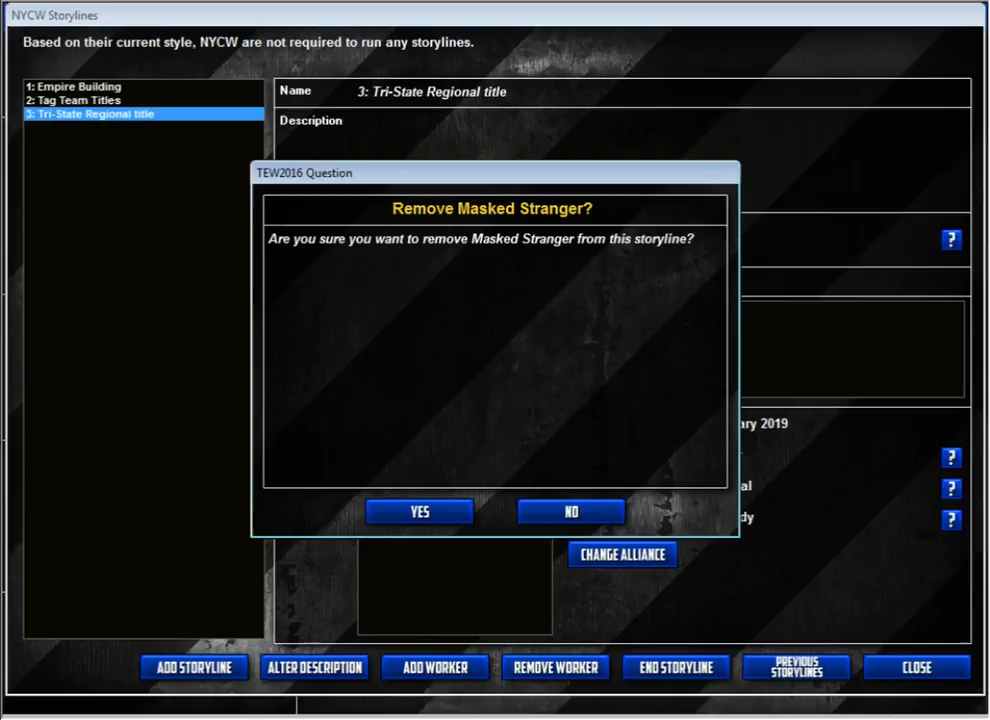 NYCW Storylines
Based on their current style, NYCW are not required to run any storylines.
1: Empire Building
2: Tag Team Titles
3: Tri-State Regional title
Name 3: Tri-State Regional title
Description
TEW2016 Question
Remove Masked Stranger?
Are you sure you want to remove Masked Stranger from this storyline?
?
ary 2019
?
al ?
dy ?
YES NO
CHANGE ALLIANCE
ADD STORYLINE ALTER DESCRIPTION ADD WORKER REMOVE WORKER END STORYLINE PREVIOUS STORYLINES CLOSE